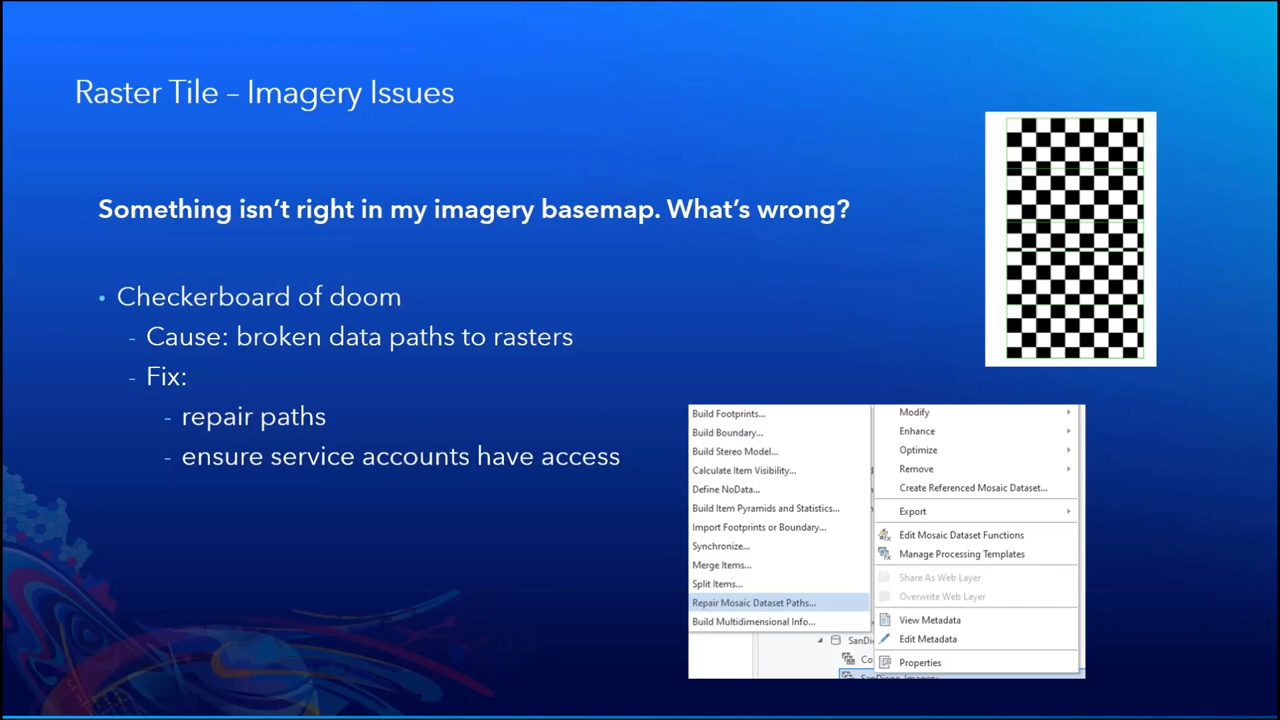 Raster Tile – Imagery Issues
Something isn't right in my imagery basemap. What's wrong?
• Checkerboard of doom
- Cause: broken data paths to rasters
- Fix:
- repair paths
- ensure service accounts have access
Build Footprints...
Build Boundary...
Build Stereo Model...
Calculate Item Visibility...
Define NoData...
Build Item Pyramids and Statistics...
Import Footprints or Boundary...
Synchronize...
Merge Items...
Split Items...
Repair Mosaic Dataset Paths...
Build Multidimensional Info...
Modify
Enhance
Optimize
Remove
Create Referenced Mosaic Dataset...
Export
Edit Mosaic Dataset Functions
Manage Processing Templates
Share As Web Layer
Overwrite Web Layer
View Metadata
Edit Metadata
Properties
SanDi
Co
SanDiego_Imagery